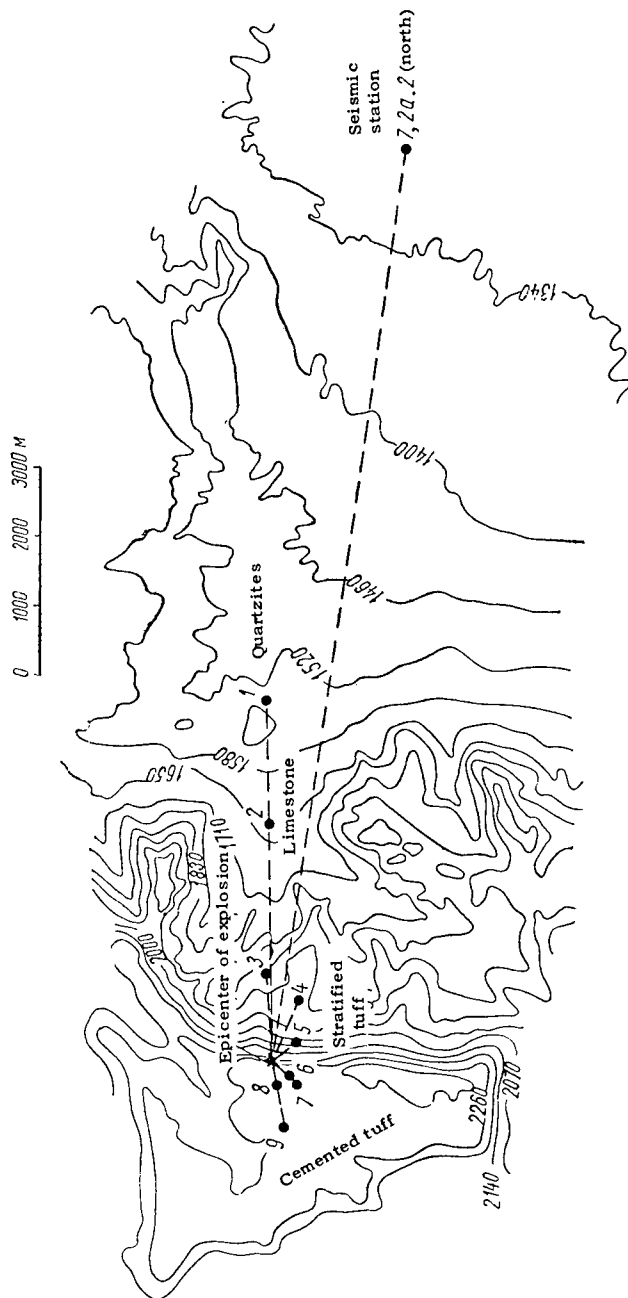 0 1000 2000 3000 м
Seismic
station
7, 2а.2 (north)
1340
1400
1460
Quartzites
1520
1580
1650
1
2
Limestone
1710
1830
2000
Epicenter of explosion
3
4
Stratified
tuff
5
6
7
8
9
Cemented tuff
2070
2260
2140